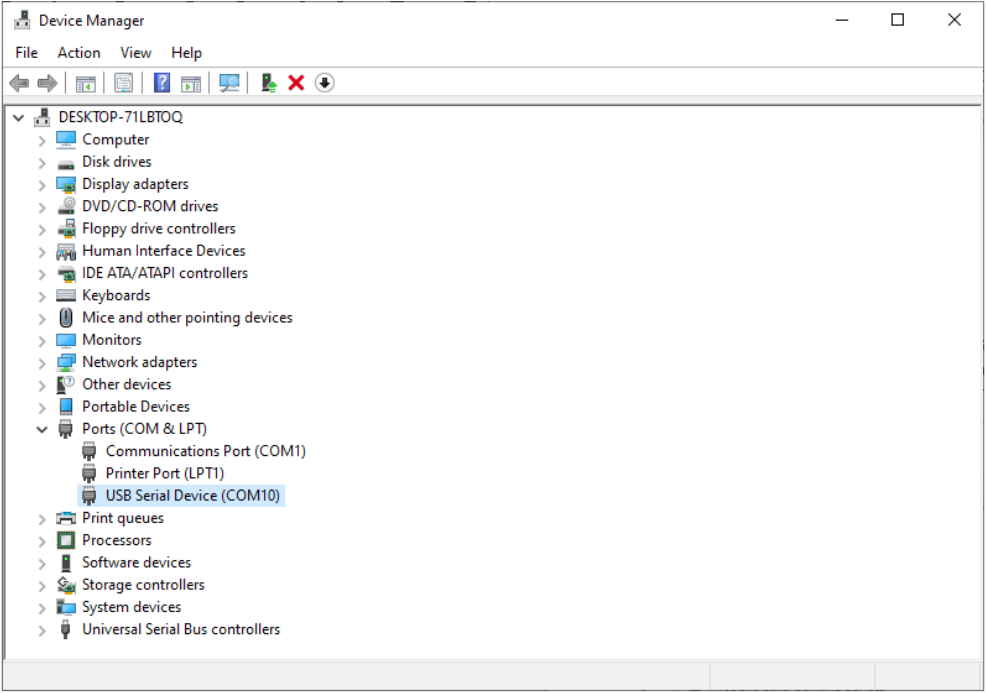 Device Manager
File Action View Help
DESKTOP-71LBTOQ
Computer
Disk drives
Display adapters
DVD/CD-ROM drives
Floppy drive controllers
Human Interface Devices
IDE ATA/ATAPI controllers
Keyboards
Mice and other pointing devices
Monitors
Network adapters
Other devices
Portable Devices
Ports (COM & LPT)
Communications Port (COM1)
Printer Port (LPT1)
USB Serial Device (COM10)
Print queues
Processors
Software devices
Storage controllers
System devices
Universal Serial Bus controllers